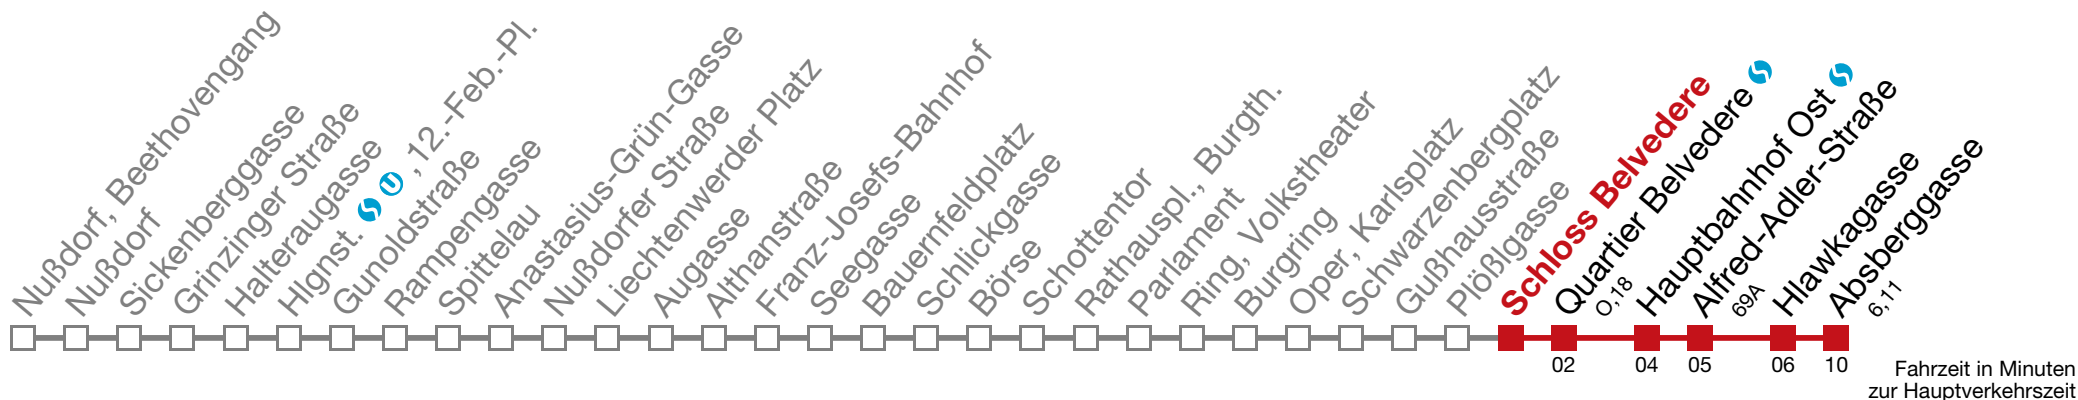 Nußdorf, Beethovengang
Nußdorf
Sickenberggasse
Grinzinger Straße
Halteraugasse
Hlgnst. S U , 12.-Feb.-Pl.
Gunoldstraße
Rampengasse
Spittelau
Anastasius-Grün-Gasse
Nußdorfer Straße
Liechtenwerder Platz
Augasse
Althanstraße
Franz-Josefs-Bahnhof
Seegasse
Bauernfeldplatz
Schlickgasse
Börse
Schottentor
Rathauspl., Burgth.
Parlament
Ring, Volkstheater
Burgring
Oper, Karlsplatz
Schwarzenbergplatz
Gußhausstraße
Plößlgasse
Schloss Belvedere
Quartier Belvedere S
O,18
Hauptbahnhof Ost S
Alfred-Adler-Straße
69A
Hlawkagasse
Absberggasse
6,11
02 04 05 06 10
Fahrzeit in Minuten
zur Hauptverkehrszeit